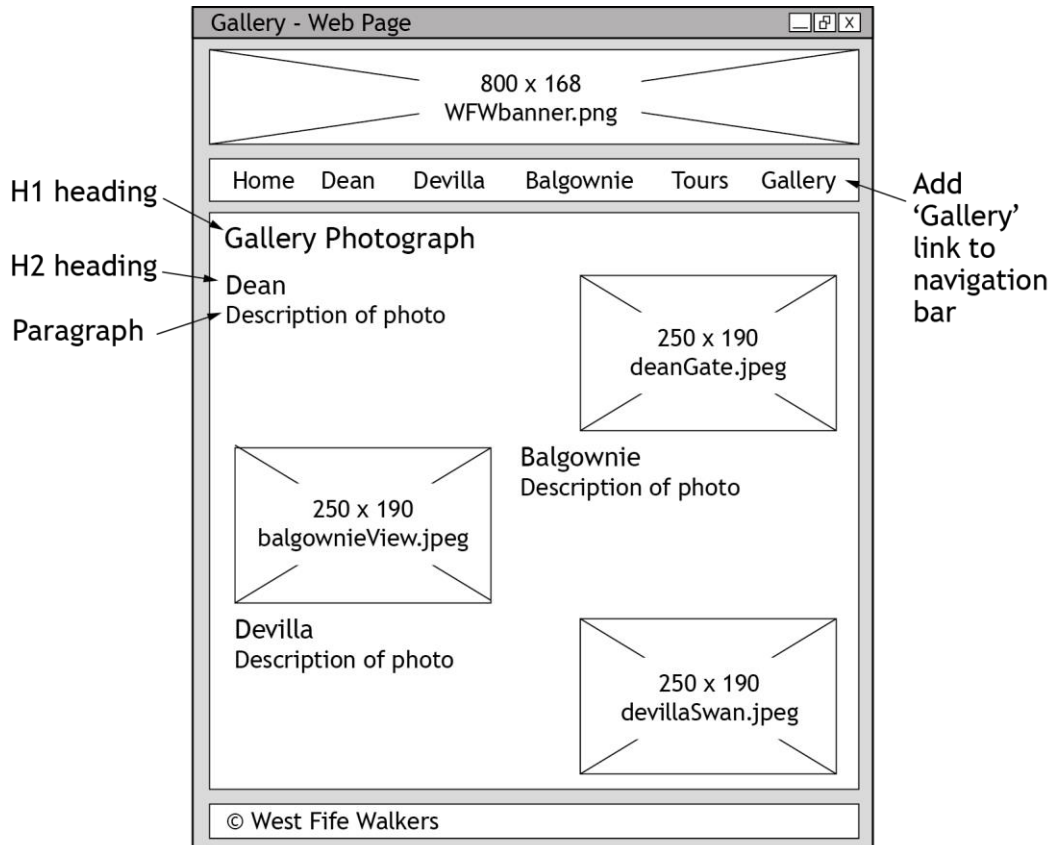 Gallery - Web Page
X
800 x 168
WFWbanner.png
Home Dean Devilla Balgownie Tours Gallery
Add
‘Gallery’
link to
navigation
bar
H1 heading
Gallery Photograph
H2 heading
Dean
Paragraph
Description of photo
250 x 190
deanGate.jpeg
250 x 190
balgownieView.jpeg
Balgownie
Description of photo
Devilla
Description of photo
250 x 190
devillaSwan.jpeg
© West Fife Walkers